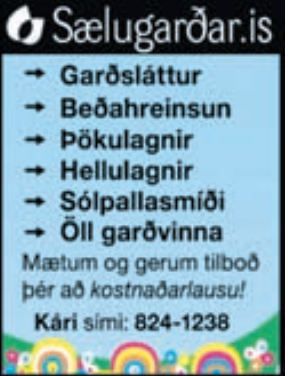 Sælugarðar.is
→ Garðsláttur
→ Beðahreinsun
→ Þökulagnir
→ Hellulagnir
→ Sólpallasmíði
→ Öll garðvinna
Mætum og gerum tilboð
þér að kostnaðarlausu!
Kári sími: 824-1238